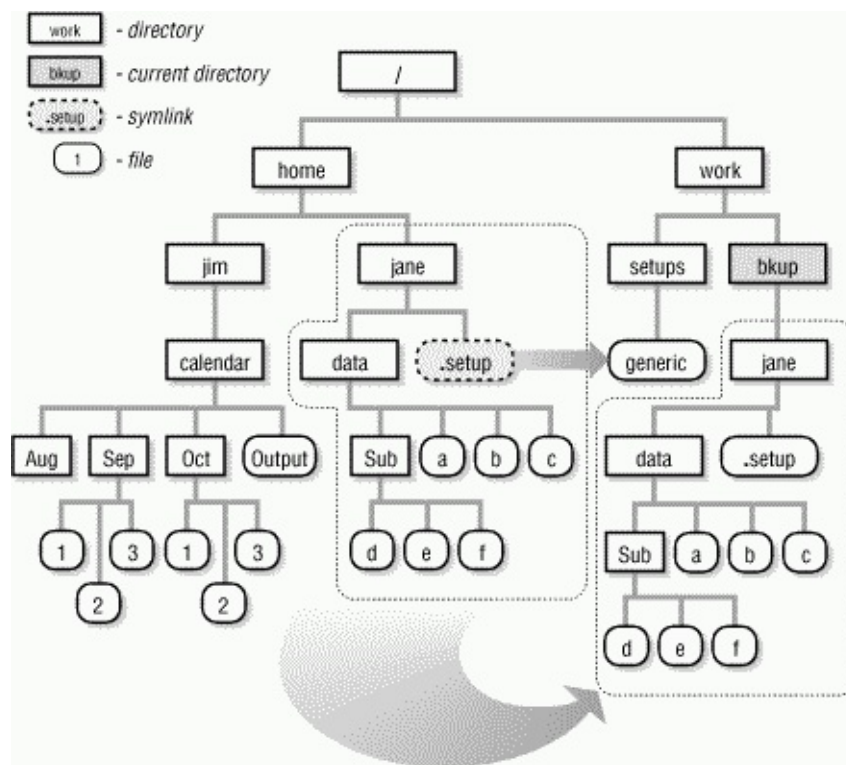 work - directory
bkup - current directory
.setup - symlink
1 - file
/
home work
jim jane setups bkup
calendar data .setup generic jane
Aug Sep Oct Output Sub a b c data .setup
1 3 1 3 d e f Sub a b c
2 2
d e f